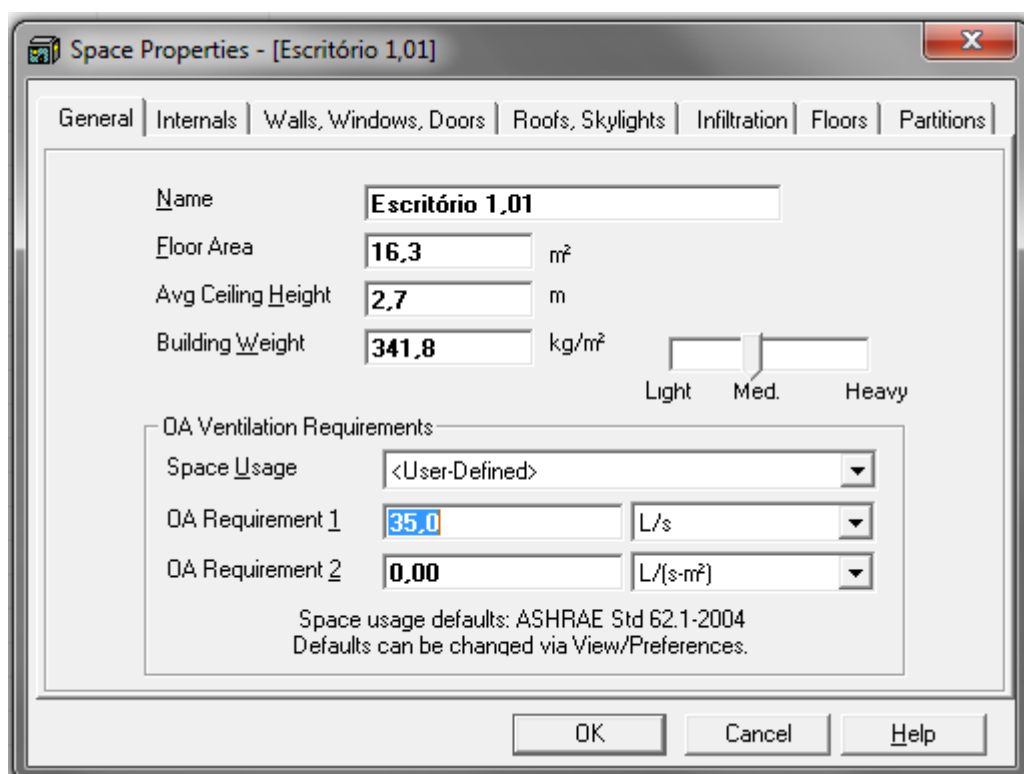 Space Properties - [Escritório 1,01]
General Internals Walls, Windows, Doors Roofs, Skylights Infiltration Floors Partitions
Name Escritório 1,01
Floor Area 16,3 m²
Avg Ceiling Height 2,7 m
Building Weight 341,8 kg/m²
Light Med. Heavy
OA Ventilation Requirements
Space Usage <User-Defined>
OA Requirement 1 35,0 L/s
OA Requirement 2 0,00 L/(s-m²)
Space usage defaults: ASHRAE Std 62.1-2004
Defaults can be changed via View/Preferences.
OK Cancel Help